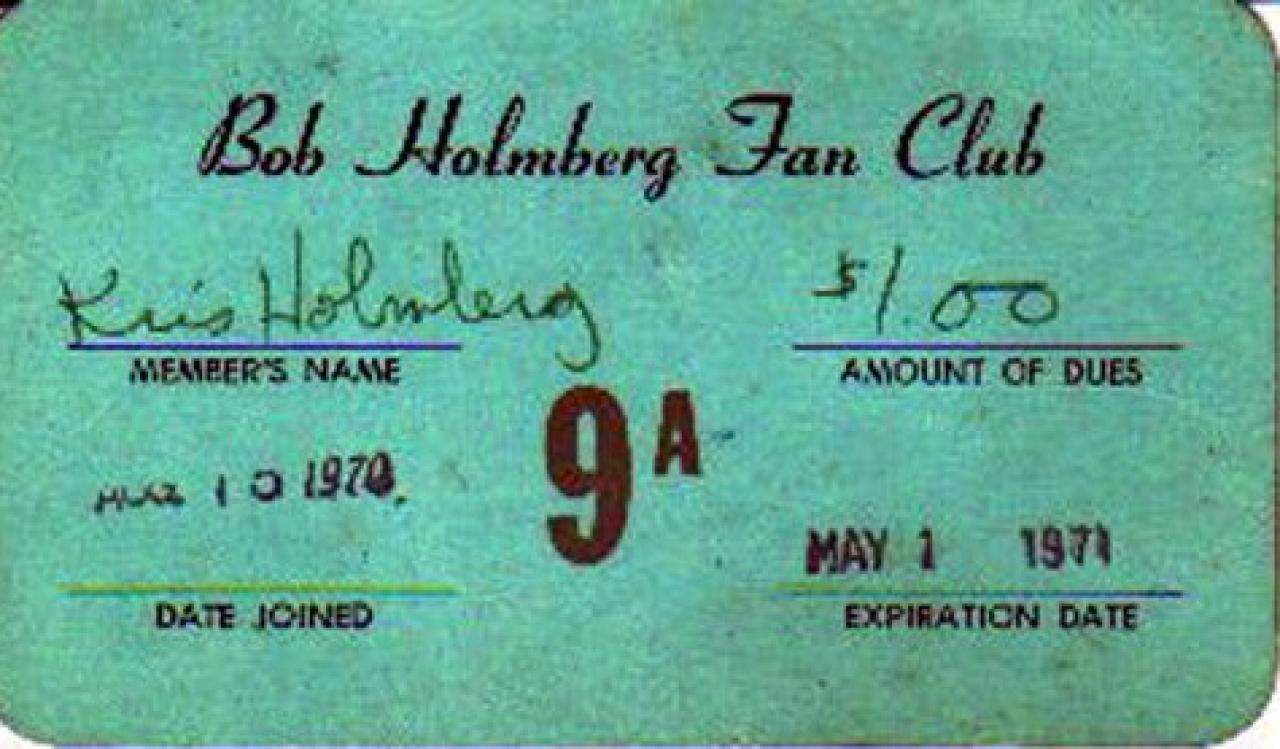 Bob Holmberg Fan Club
Kris Holmberg
$1.00
MEMBER'S NAME
AMOUNT OF DUES
9A
10 1970
MAY 1 1971
DATE JOINED
EXPIRATION DATE